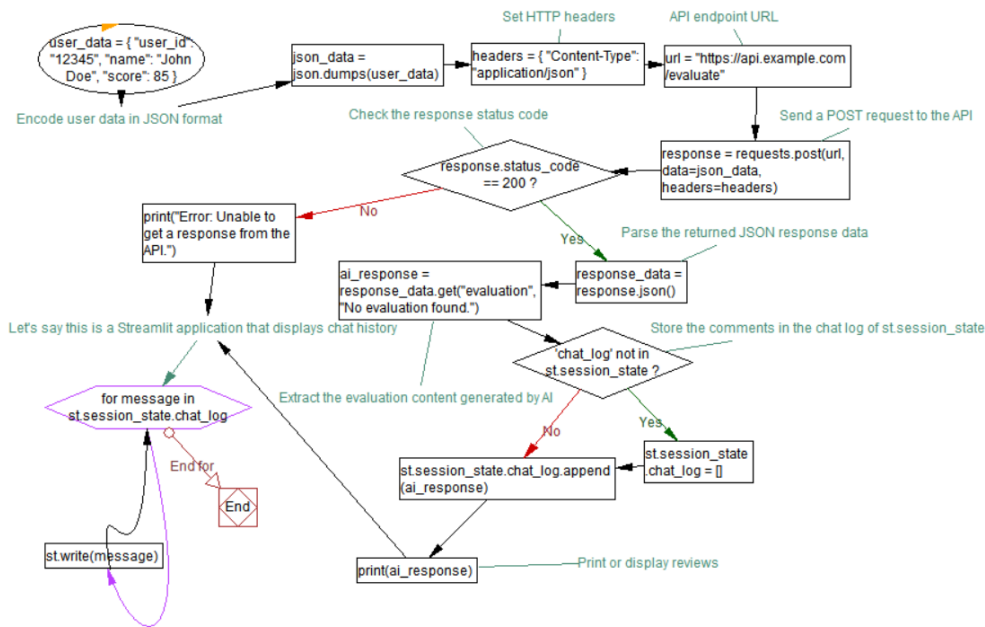 Set HTTP headers
API endpoint URL
user_data = { "user_id":
"12345", "name": "John
Doe", "score": 85 }
json_data =
json.dumps(user_data)
headers = { "Content-Type":
"application/json" }
url = "https://api.example.com
/evaluate"
Encode user data in JSON format
Check the response status code
Send a POST request to the API
response.status_code
== 200 ?
response = requests.post(url,
data=json_data,
headers=headers)
No
Yes
print("Error: Unable to
get a response from the
API.")
Parse the returned JSON response data
ai_response =
response_data.get("evaluation",
"No evaluation found.")
response_data =
response.json()
Let's say this is a Streamlit application that displays chat history
Store the comments in the chat log of st.session_state
'chat_log' not in
st.session_state ?
for message in
st.session_state.chat_log
Extract the evaluation content generated by AI
No
Yes
End for
End
st.session_state.chat_log.append
(ai_response)
st.session_state
.chat_log = []
st.write(message)
print(ai_response)
Print or display reviews